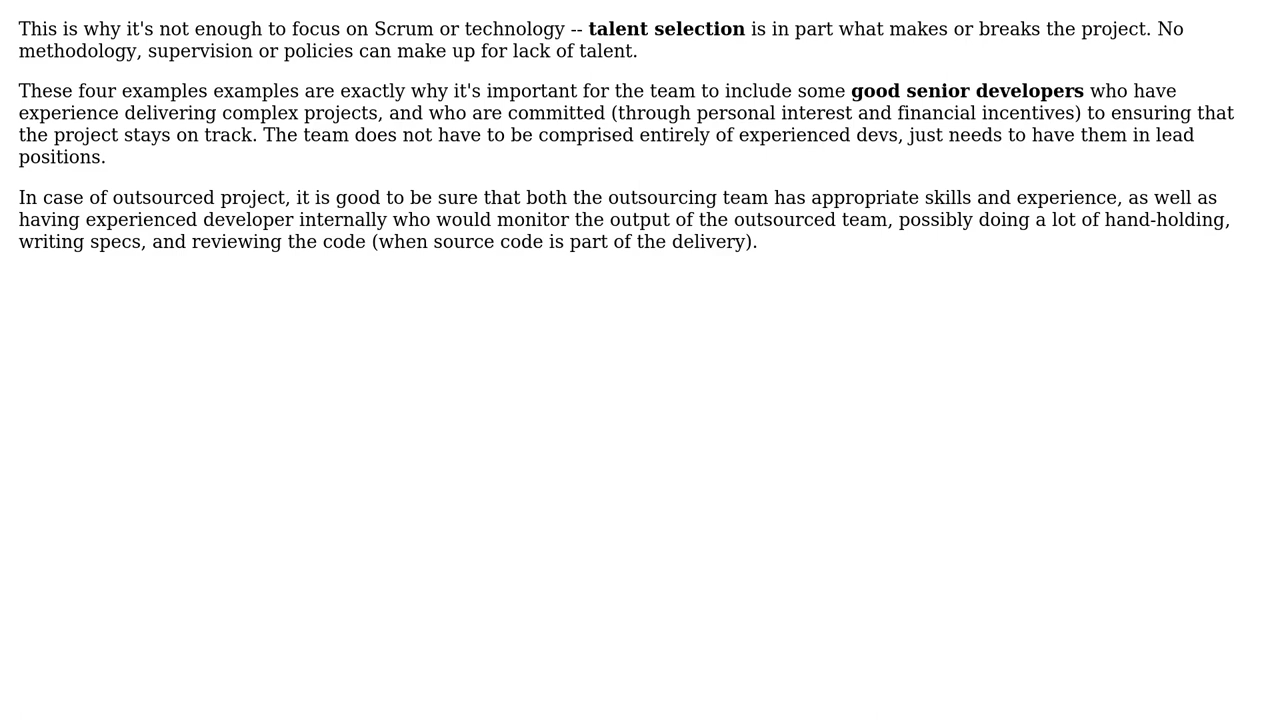 This is why it's not enough to focus on Scrum or technology -- talent selection is in part what makes or breaks the project. No
methodology, supervision or policies can make up for lack of talent.
These four examples examples are exactly why it's important for the team to include some good senior developers who have
experience delivering complex projects, and who are committed (through personal interest and financial incentives) to ensuring that
the project stays on track. The team does not have to be comprised entirely of experienced devs, just needs to have them in lead
positions.
In case of outsourced project, it is good to be sure that both the outsourcing team has appropriate skills and experience, as well as
having experienced developer internally who would monitor the output of the outsourced team, possibly doing a lot of hand-holding,
writing specs, and reviewing the code (when source code is part of the delivery).